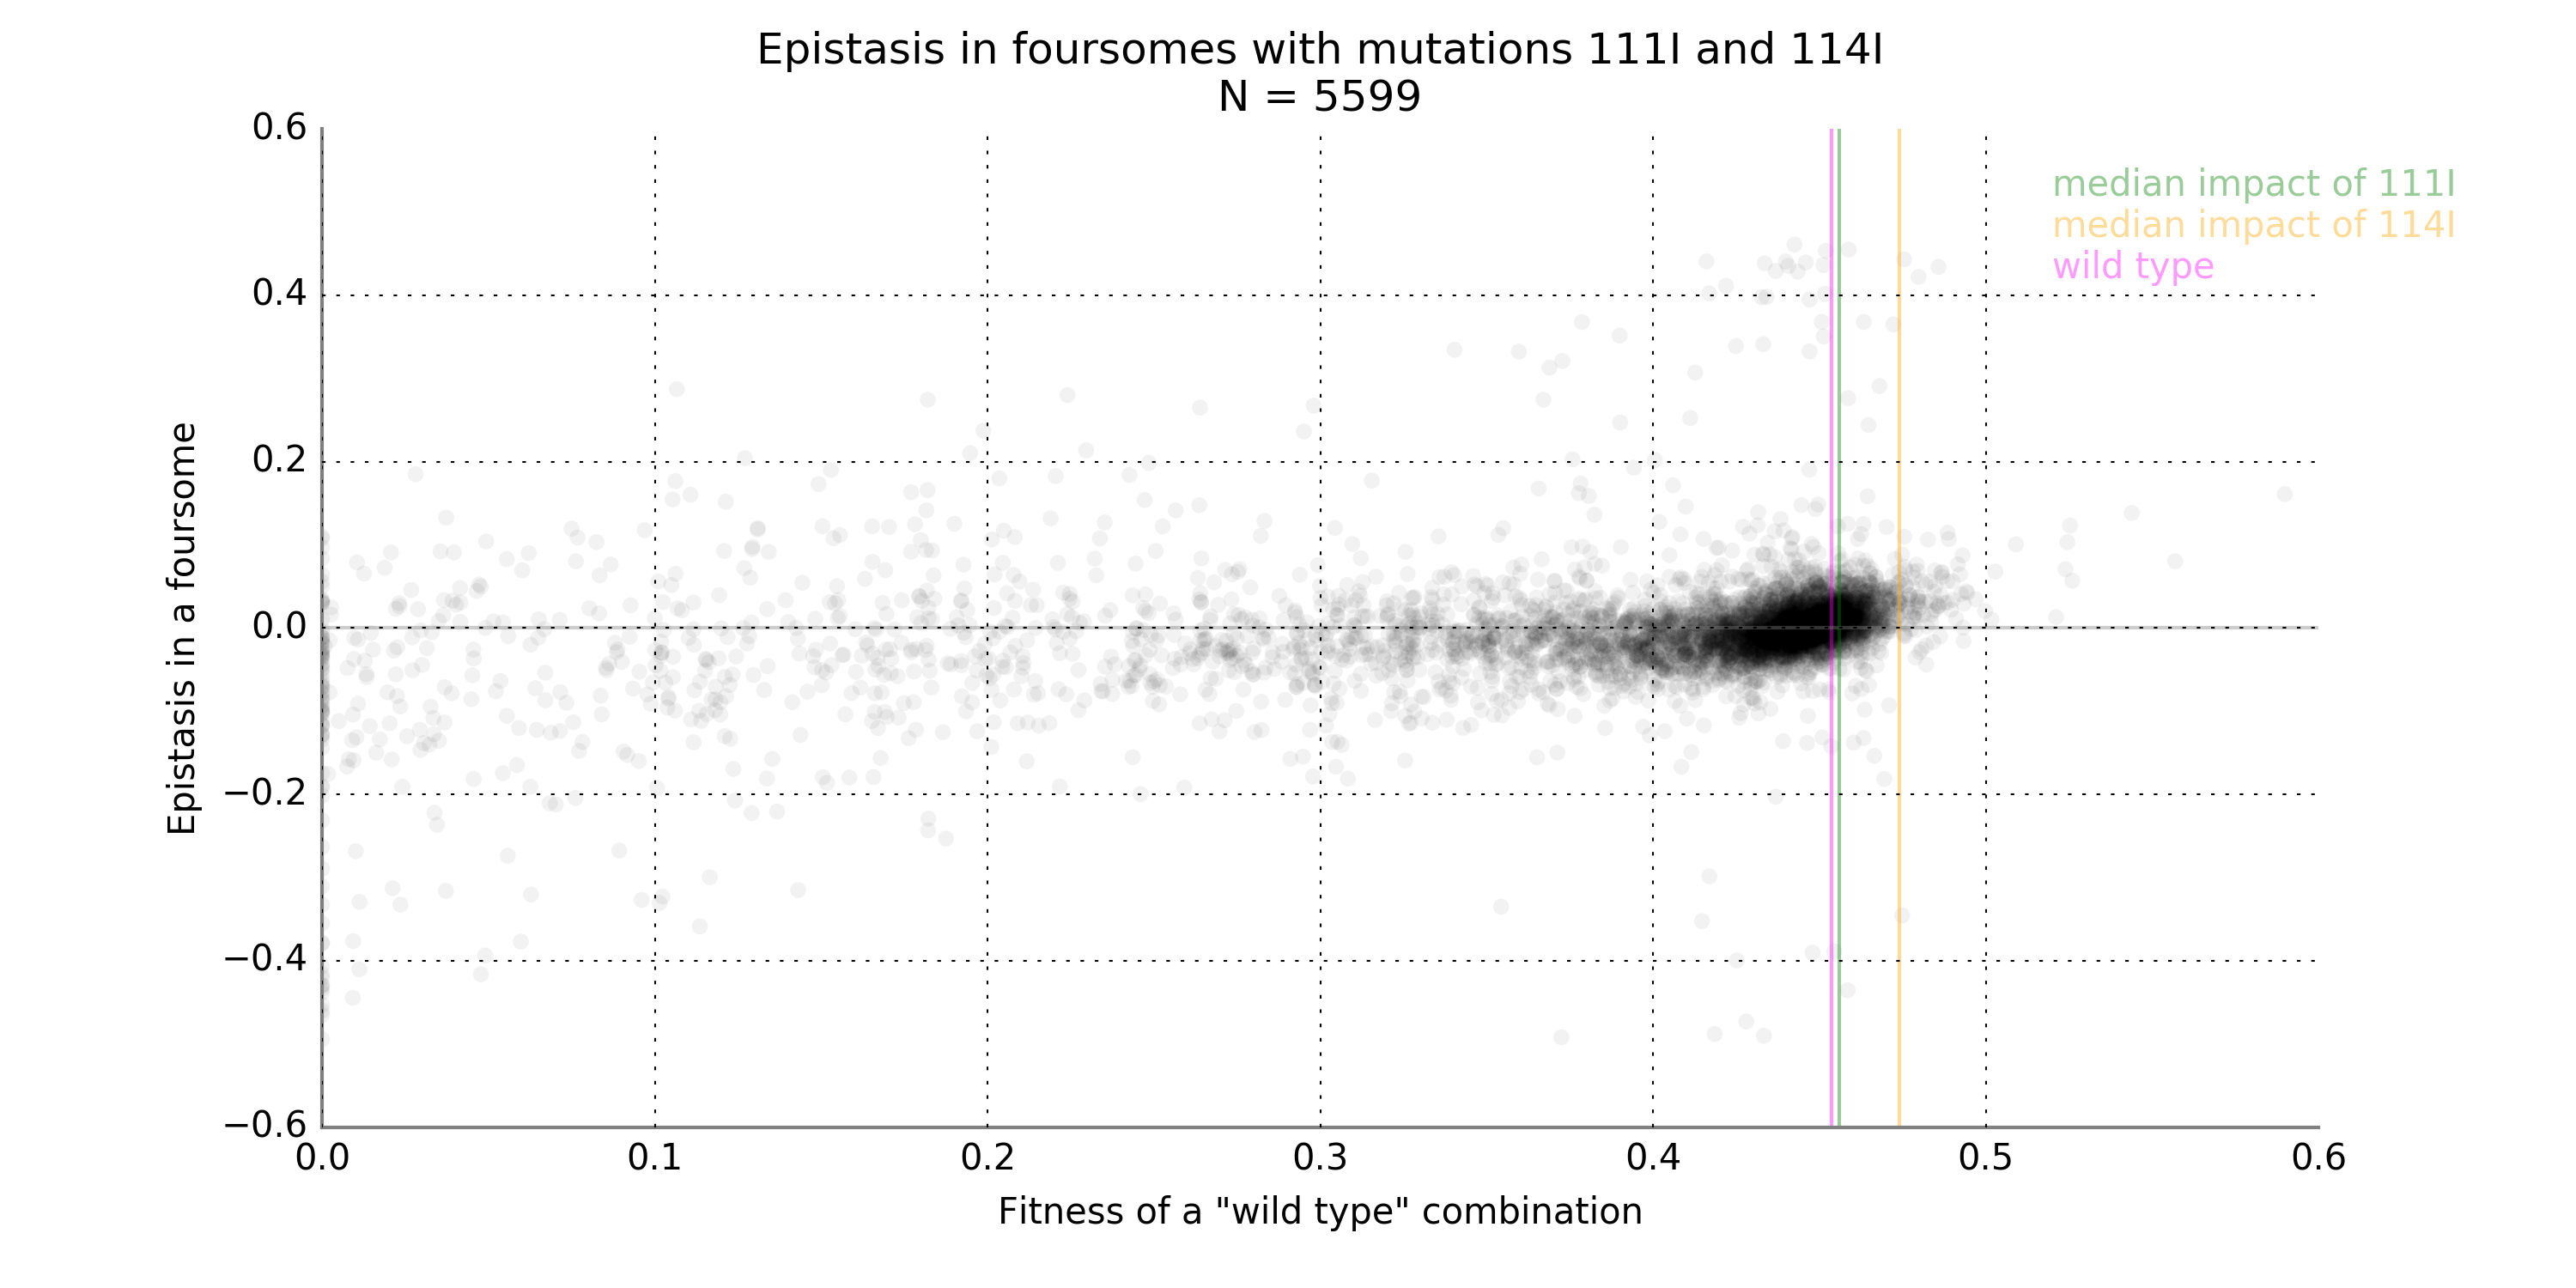 Epistasis in foursomes with mutations 111I and 114I
N = 5599
0.6
0.4
0.2
0.0
−0.2
−0.4
−0.6
Epistasis in a foursome
median impact of 111I
median impact of 114I
wild type
0.0 0.1 0.2 0.3 0.4 0.5 0.6
Fitness of a "wild type" combination